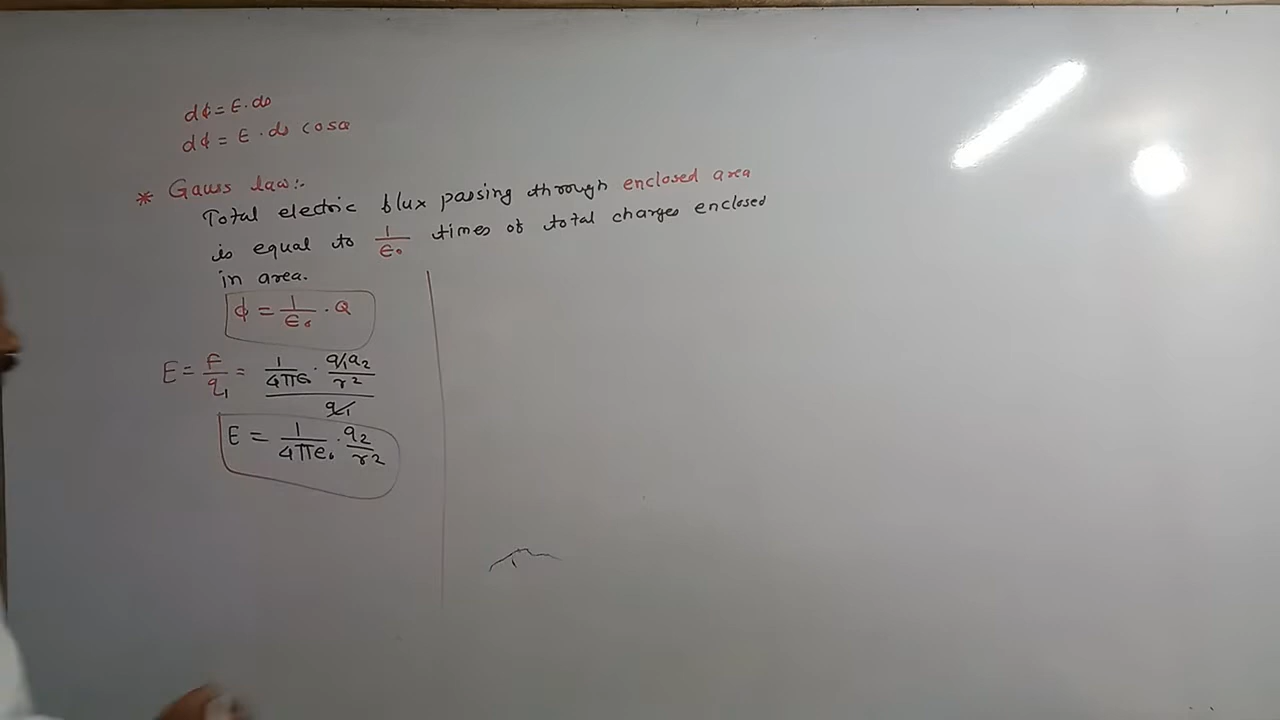 dϕ = E . ds
dϕ = E . ds cosα
* Gauss law:-
Total electric flux passing through enclosed area
is equal to 1/ε₀ times of total charges enclosed
in area.
ϕ = 1/ε₀ . Q
E = F/q₁ = (1/4πε . q₁q₂/r²)/q₁
E = 1/4πε₀ . q₂/r²